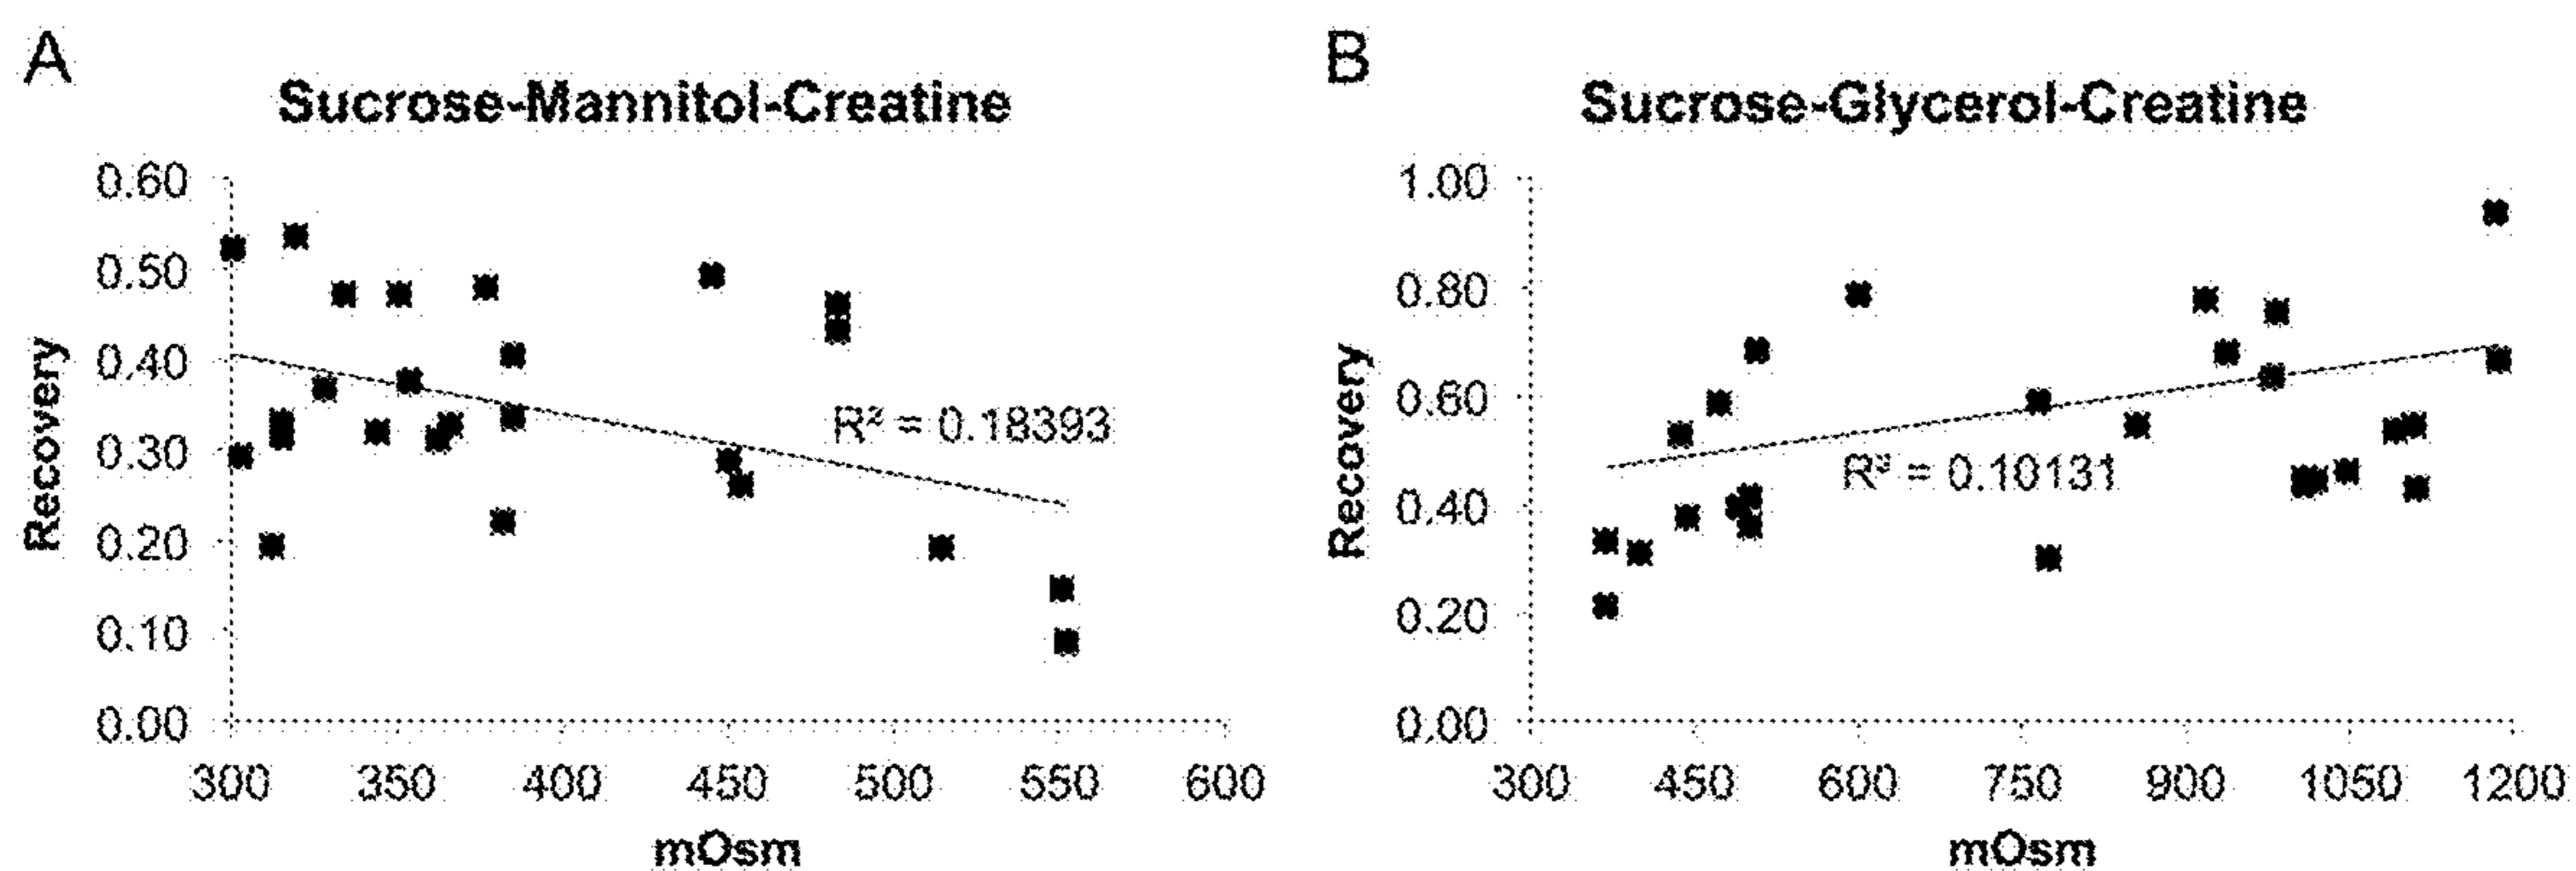 A
Sucrose-Mannitol-Creatine
0.60
0.50
0.40
0.30
0.20
0.10
0.00
Recovery
R² = 0.18393
300 350 400 450 500 550 600
mOsm
B
Sucrose-Glycerol-Creatine
1.00
0.80
0.60
0.40
0.20
0.00
Recovery
R² = 0.10131
300 450 600 750 900 1050 1200
mOsm